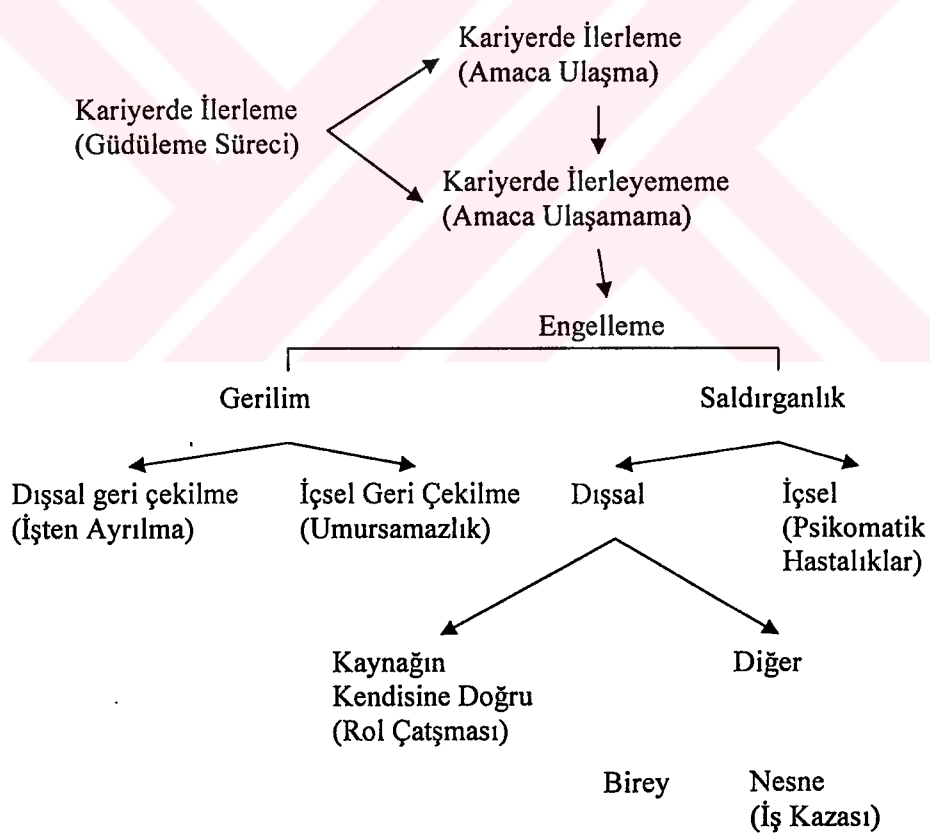 Kariyerde İlerleme
(Amaca Ulaşma)
Kariyerde İlerleme
(Güdüleme Süreci)
Kariyerde İlerleyememe
(Amaca Ulaşamama)
Engelleme
Gerilim
Saldırganlık
Dışsal geri çekilme
(İşten Ayrılma)
İçsel Geri Çekilme
(Umursamazlık)
Dışsal
İçsel
(Psikomatik
Hastalıklar)
Kaynağın
Kendisine Doğru
(Rol Çatşması)
Diğer
Birey
Nesne
(İş Kazası)